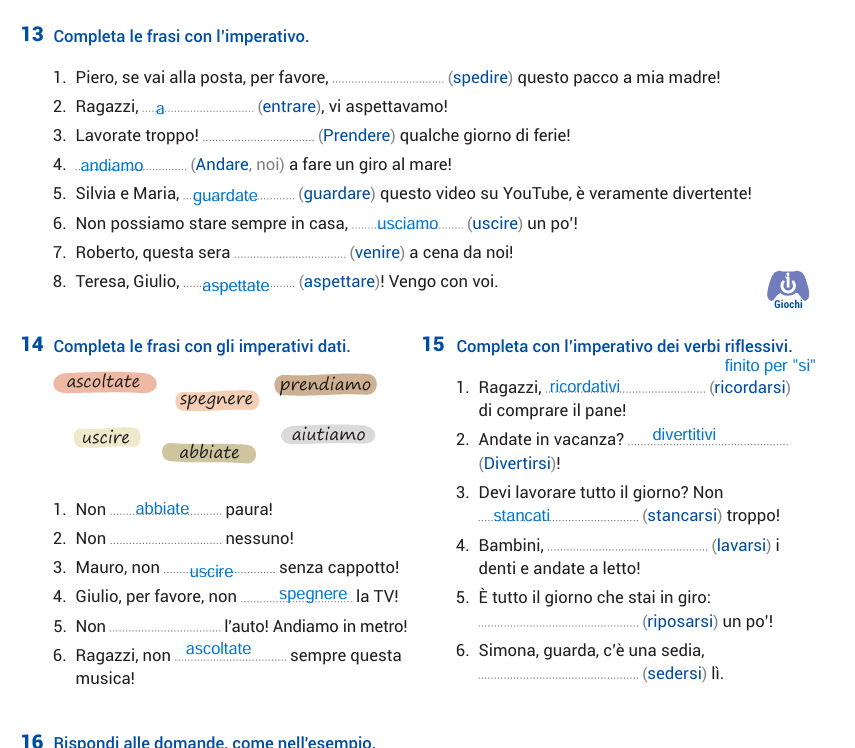 13 Completa le frasi con l'imperativo.
1. Piero, se vai alla posta, per favore, ................................ (spedire) questo pacco a mia madre!
2. Ragazzi, ....a.......................... (entrare), vi aspettavamo!
3. Lavorate troppo! ................................ (Prendere) qualche giorno di ferie!
4. andiamo ............ (Andare, noi) a fare un giro al mare!
5. Silvia e Maria, ...guardate.......... (guardare) questo video su YouTube, è veramente divertente!
6. Non possiamo stare sempre in casa, ........usciamo....... (uscire) un po'!
7. Roberto, questa sera ................................ (venire) a cena da noi!
8. Teresa, Giulio, ......aspettate....... (aspettare)! Vengo con voi.
Giochi
14 Completa le frasi con gli imperativi dati.
ascoltate
spegnere
prendiamo
uscire
abbiate
aiutiamo
1. Non .......abbiate......... paura!
2. Non ................................ nessuno!
3. Mauro, non ........uscire............ senza cappotto!
4. Giulio, per favore, non ...........spegnere.. la TV!
5. Non ................................ l'auto! Andiamo in metro!
6. Ragazzi, non ...ascoltate.......... sempre questa
musica!
15 Completa con l'imperativo dei verbi riflessivi.
finito per "si"
1. Ragazzi, .ricordativi........................ (ricordarsi)
di comprare il pane!
2. Andate in vacanza? .......divertitivi.....................
(Divertirsi)!
3. Devi lavorare tutto il giorno? Non
.....stancati......................... (stancarsi) troppo!
4. Bambini, .............................................. (lavarsi) i
denti e andate a letto!
5. È tutto il giorno che stai in giro:
.............................................. (riposarsi) un po'!
6. Simona, guarda, c'è una sedia,
.............................................. (sedersi) lì.
16 Rispondi alle domande, come nell'esempio.